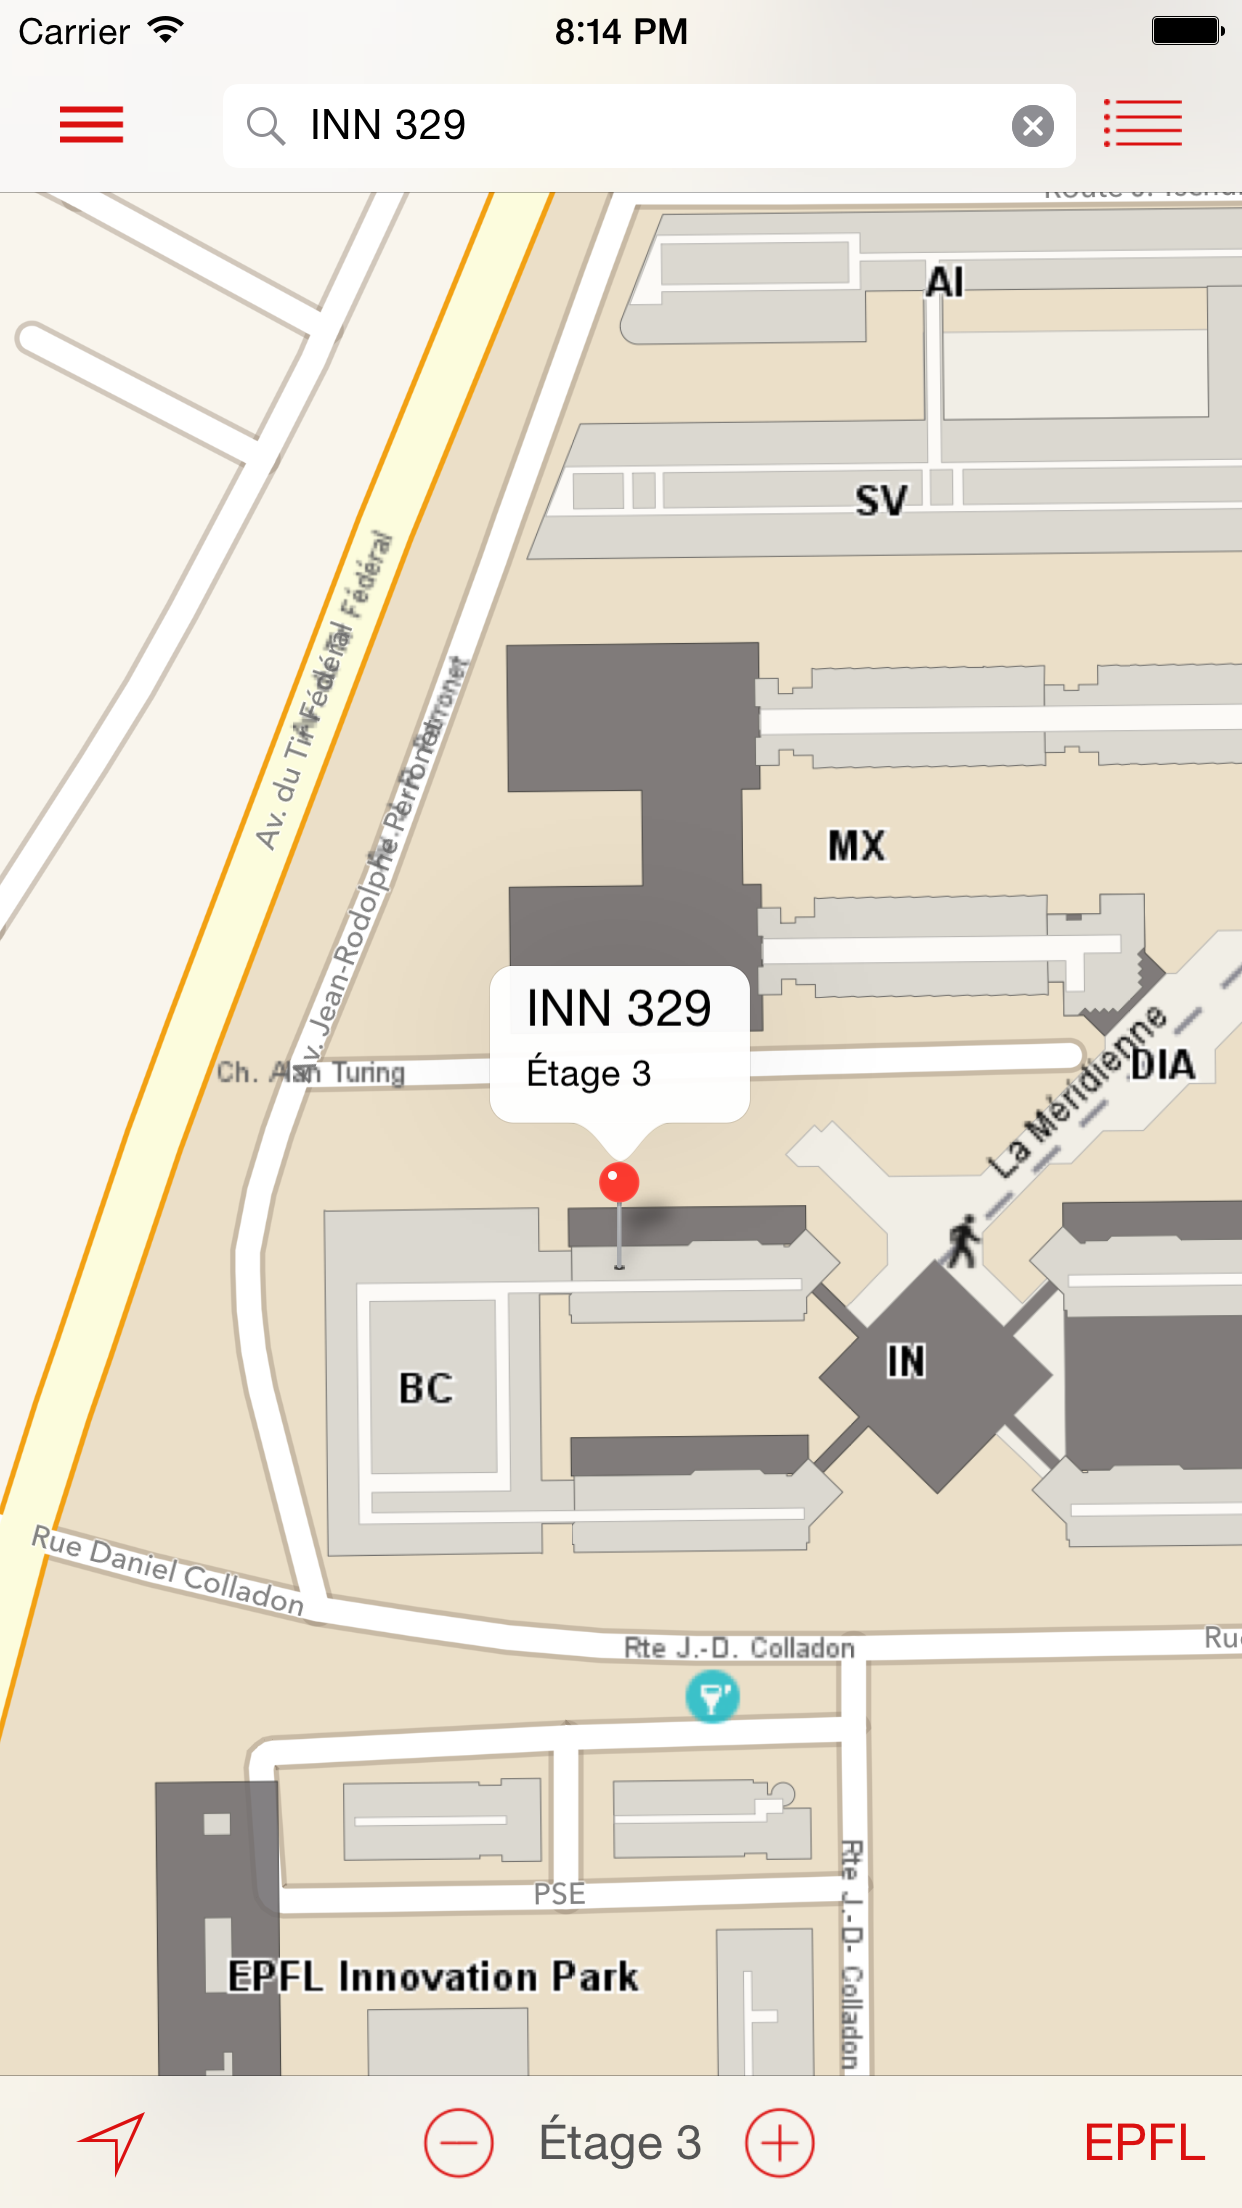 Carrier
8:14 PM
INN 329
AI
SV
Av. du Tir Fédéral
Av. Jean-Rodolphe Perronet
MX
INN 329
Étage 3
Ch. Alan Turing
DIA
La Méridienne
IN
BC
Rue Daniel Colladon
Rte J.-D. Colladon
PSE
Rte J.-D- Colladon
EPFL Innovation Park
Étage 3
EPFL